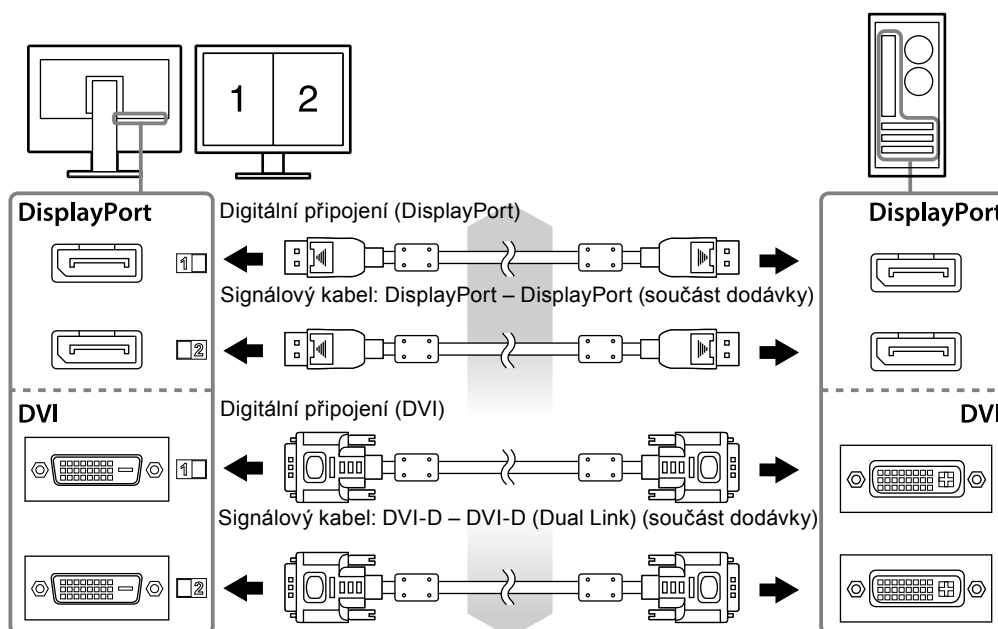 1 2
DisplayPort
Digitální připojení (DisplayPort)
DisplayPort
1
Signálový kabel: DisplayPort – DisplayPort (součást dodávky)
2
DVI
Digitální připojení (DVI)
DVI
1
Signálový kabel: DVI-D – DVI-D (Dual Link) (součást dodávky)
2